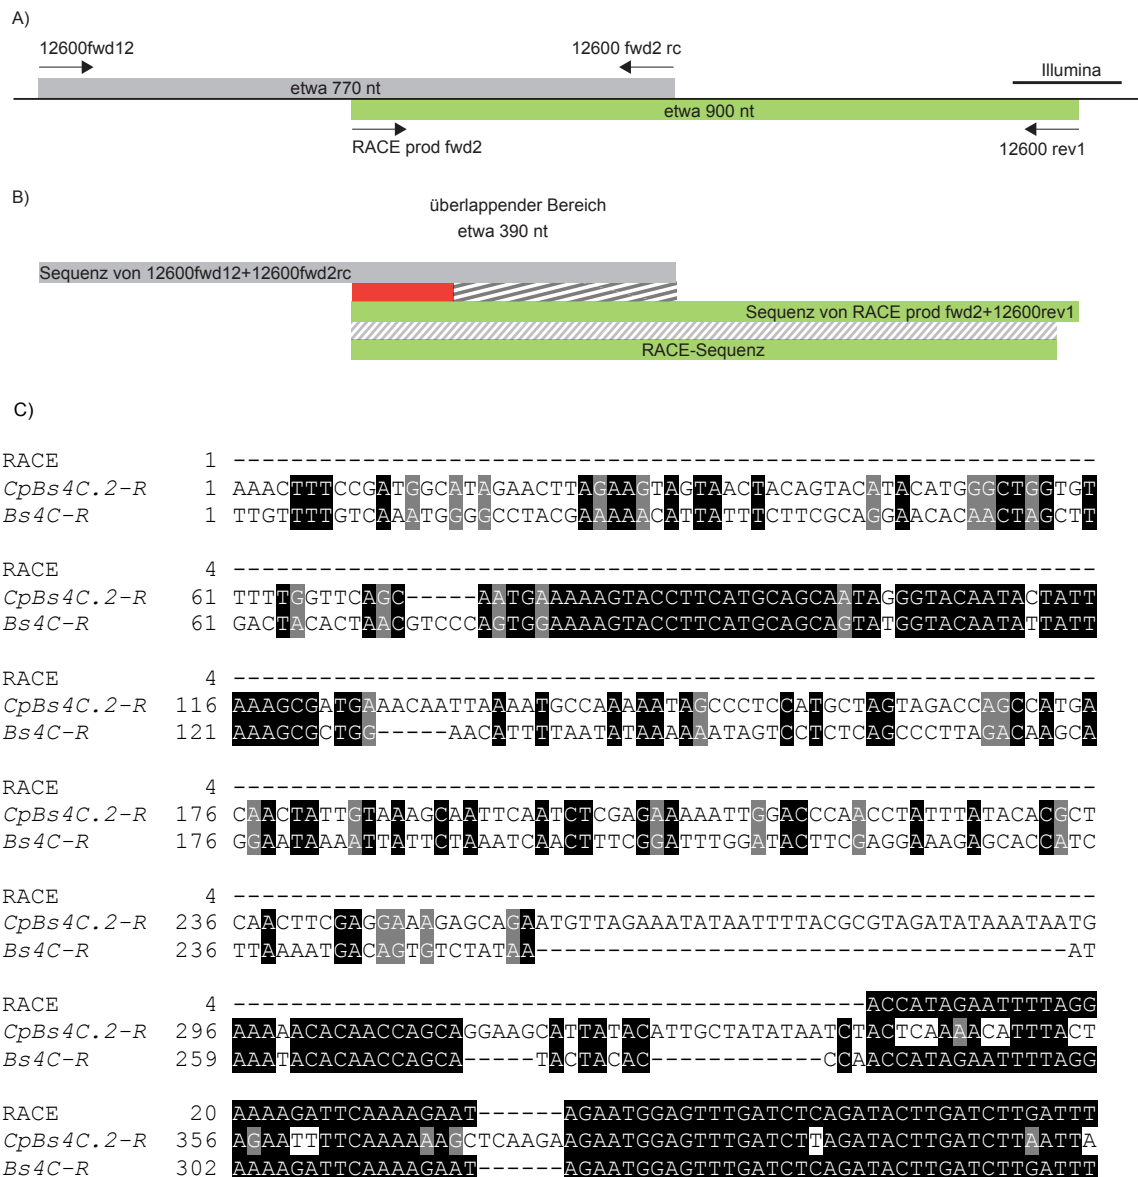 A)
12600fwd12
12600 fwd2 rc
Illumina
etwa 770 nt
etwa 900 nt
RACE prod fwd2
12600 rev1
B)
überlappender Bereich
etwa 390 nt
Sequenz von 12600fwd12+12600fwd2rc
Sequenz von RACE prod fwd2+12600rev1
RACE-Sequenz
C)
RACE 1 ------------------------------------------------------------
CpBs4C.2-R 1 AAACTTTCCGATGGCATAGAACTTAGAAGTAGTAACTACAGTACATACATGGGCTGGTGT
Bs4C-R 1 TTGTTTTGTCAAATGGGGCCTACGAAAAACATTATTTCTTCGCAGGAACACAACTAGCTT
RACE 4 ------------------------------------------------------------
CpBs4C.2-R 61 TTTTGGTTCAGC-----AATGAAAAAGTACCTTCATGCAGCAATAGGGTACAATACTATT
Bs4C-R 61 GACTACACTAACGTCCCAGTGGAAAAGTACCTTCATGCAGCAGTATGGTACAATATTATT
RACE 4 ------------------------------------------------------------
CpBs4C.2-R 116 AAAGCGATGAAACAATTAAAATGCCAAAAATAGCCCTCCATGCTAGTAGACCAGCCATGA
Bs4C-R 121 AAAGCGCTGG-----AACATTTTAATATAAAAAATAGTCCTCTCAGCCCTTAGACAAGCA
RACE 4 ------------------------------------------------------------
CpBs4C.2-R 176 CAACTATTGTAAAGCAATTCAATCTCGAGAAAAATTGGACCCAACCTATTTATACACGCT
Bs4C-R 176 GGAATAAAATTATTCTAAATCAACTTTCGGATTTGGATACTTCGAGGAAAGAGCACCATC
RACE 4 ------------------------------------------------------------
CpBs4C.2-R 236 CAACTTCGAGGAAAGAGCAGAATGTTAGAAATATAATTTTACGCGTAGATATAAATAATG
Bs4C-R 236 TTAAAATGACAGTGTCTATAA-------------------------------------AT
RACE 4 --------------------------------------------ACCATAGAATTTTAGG
CpBs4C.2-R 296 AAAAACACAACCAGCAGGAAGCATTATACATTGCTATATAATCTACTCAAAACATTTACT
Bs4C-R 259 AAATACACAACCAGCA-----TACTACAC------------CCAACCATAGAATTTTAGG
RACE 20 AAAAGATTCAAAAGAAT------AGAATGGAGTTTGATCTCAGATACTTGATCTTGATTT
CpBs4C.2-R 356 AGAATTTTCAAAAAAGCTCAAGAAGAATGGAGTTTGATCTTAGATACTTGATCTTAATTA
Bs4C-R 302 AAAAGATTCAAAAGAAT------AGAATGGAGTTTGATCTCAGATACTTGATCTTGATTT